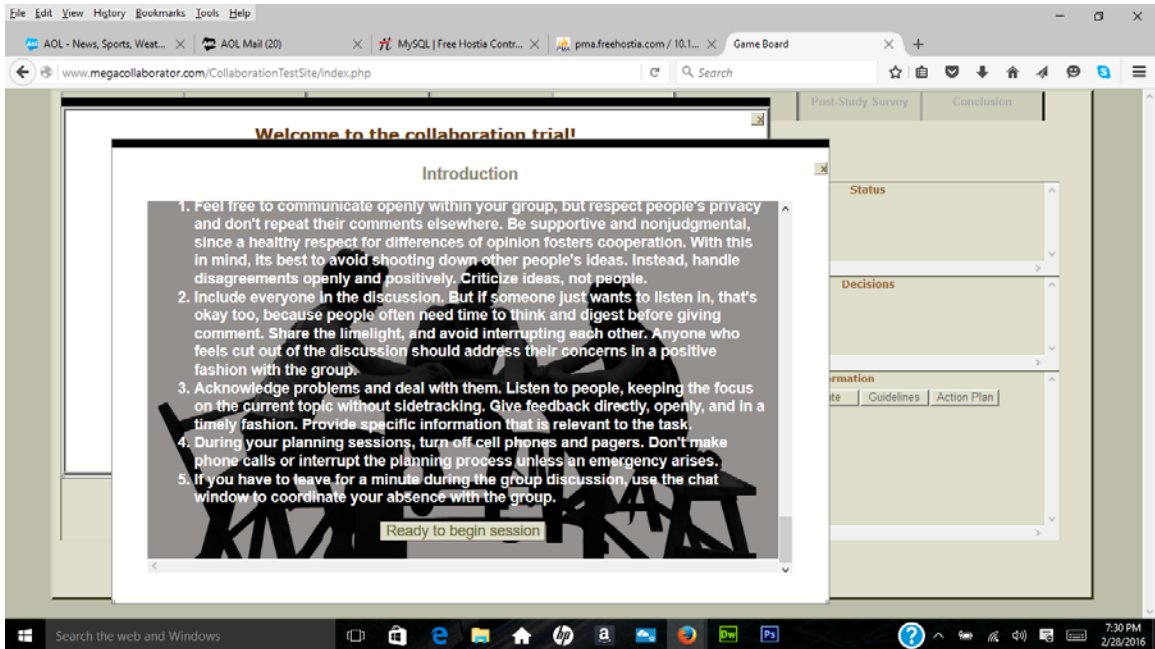 File Edit View History Bookmarks Tools Help
AOL - News, Sports, Weat... AOL Mail (20) MySQL | Free Hostia Contr... pma.freehostia.com / 10.1... Game Board
www.megacollaborator.com/CollaborationTestSite/index.php Search
Post-Study Survey Conclusion
Welcome to the collaboration trial!
Introduction
Status
1. Feel free to communicate openly within your group, but respect people's privacy
and don't repeat their comments elsewhere. Be supportive and nonjudgmental,
since a healthy respect for differences of opinion fosters cooperation. With this
in mind, its best to avoid shooting down other people's ideas. Instead, handle
disagreements openly and positively. Criticize ideas, not people.
2. Include everyone in the discussion. But if someone just wants to listen in, that's
okay too, because people often need time to think and digest before giving
comment. Share the limelight, and avoid interrupting each other. Anyone who
feels cut out of the discussion should address their concerns in a positive
fashion with the group.
3. Acknowledge problems and deal with them. Listen to people, keeping the focus
on the current topic without sidetracking. Give feedback directly, openly, and in a
timely fashion. Provide specific information that is relevant to the task.
4. During your planning sessions, turn off cell phones and pagers. Don't make
phone calls or interrupt the planning process unless an emergency arises.
5. If you have to leave for a minute during the group discussion, use the chat
window to coordinate your absence with the group.
Ready to begin session
Decisions
rmation
te Guidelines Action Plan
Search the web and Windows
hp a Dw Ps
7:30 PM
2/28/2016